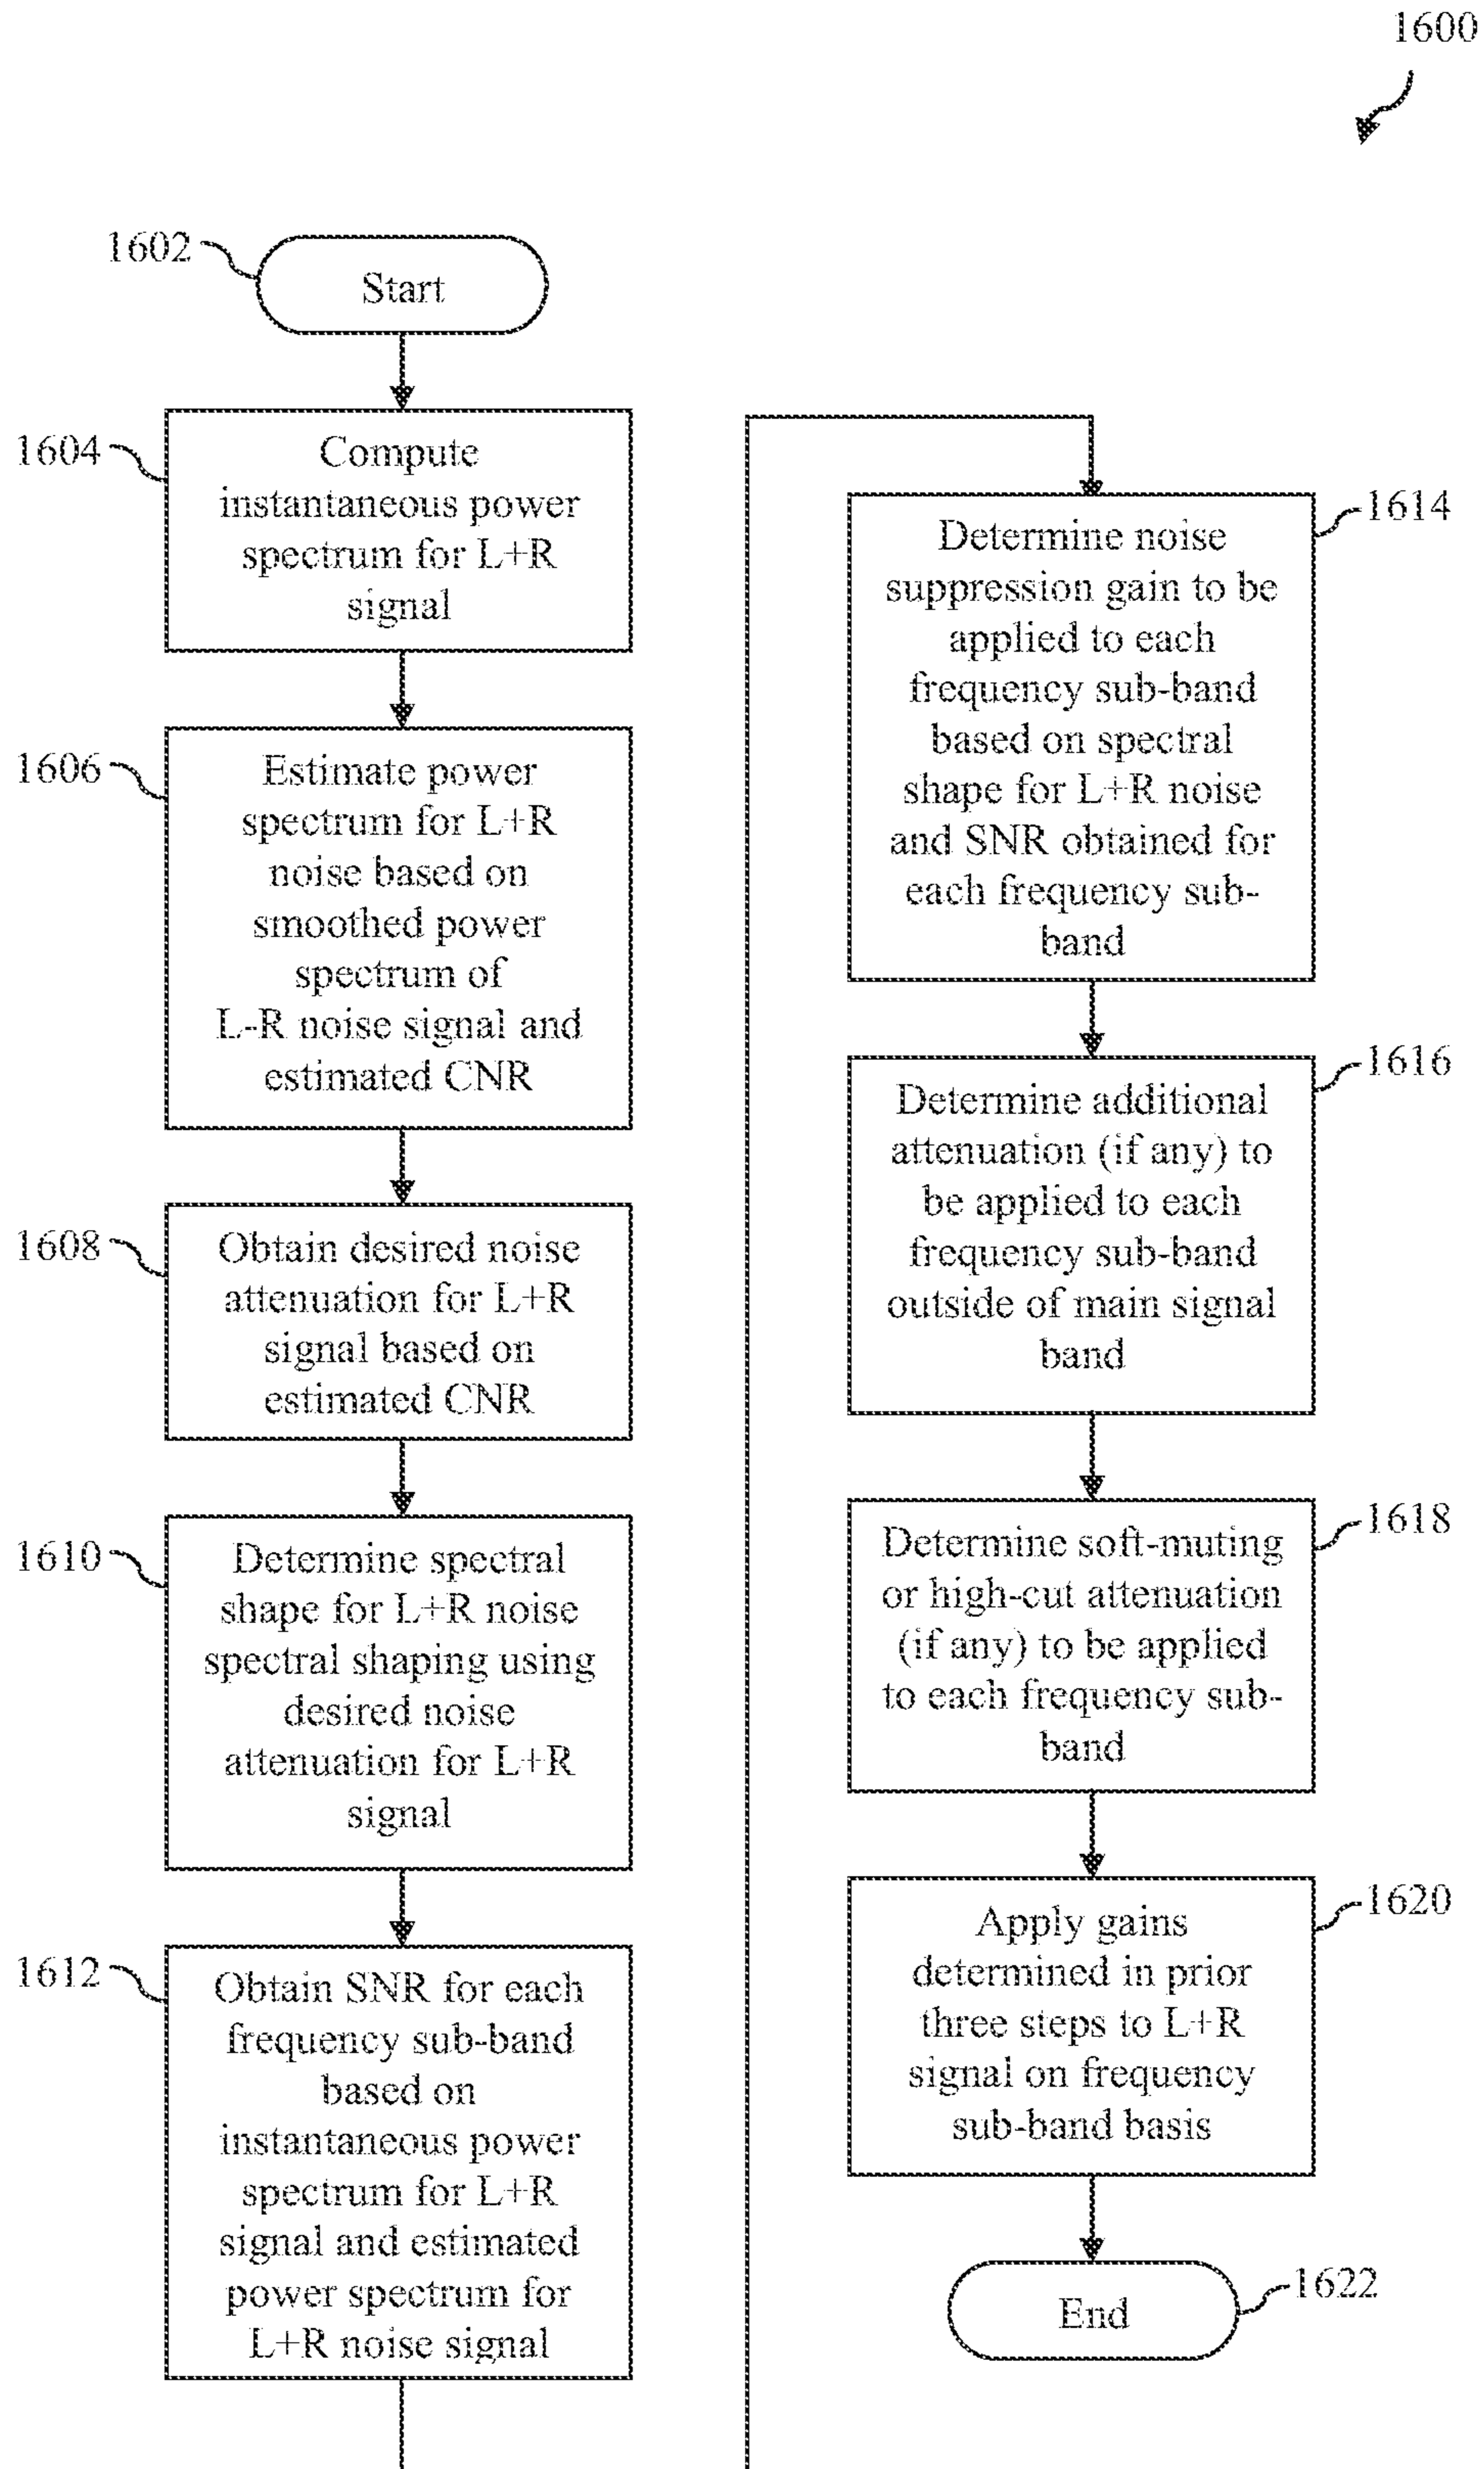 1600
1602
Start
1604
Compute
instantaneous power
spectrum for L+R
signal
1606
Estimate power
spectrum for L+R
noise based on
smoothed power
spectrum of
L-R noise signal and
estimated CNR
1608
Obtain desired noise
attenuation for L+R
signal based on
estimated CNR
1610
Determine spectral
shape for L+R noise
spectral shaping using
desired noise
attenuation for L+R
signal
1612
Obtain SNR for each
frequency sub-band
based on
instantaneous power
spectrum for L+R
signal and estimated
power spectrum for
L+R noise signal
1614
Determine noise
suppression gain to be
applied to each
frequency sub-band
based on spectral
shape for L+R noise
and SNR obtained for
each frequency sub-
band
1616
Determine additional
attenuation (if any) to
be applied to each
frequency sub-band
outside of main signal
band
1618
Determine soft-muting
or high-cut attenuation
(if any) to be applied
to each frequency sub-
band
1620
Apply gains
determined in prior
three steps to L+R
signal on frequency
sub-band basis
End
1622